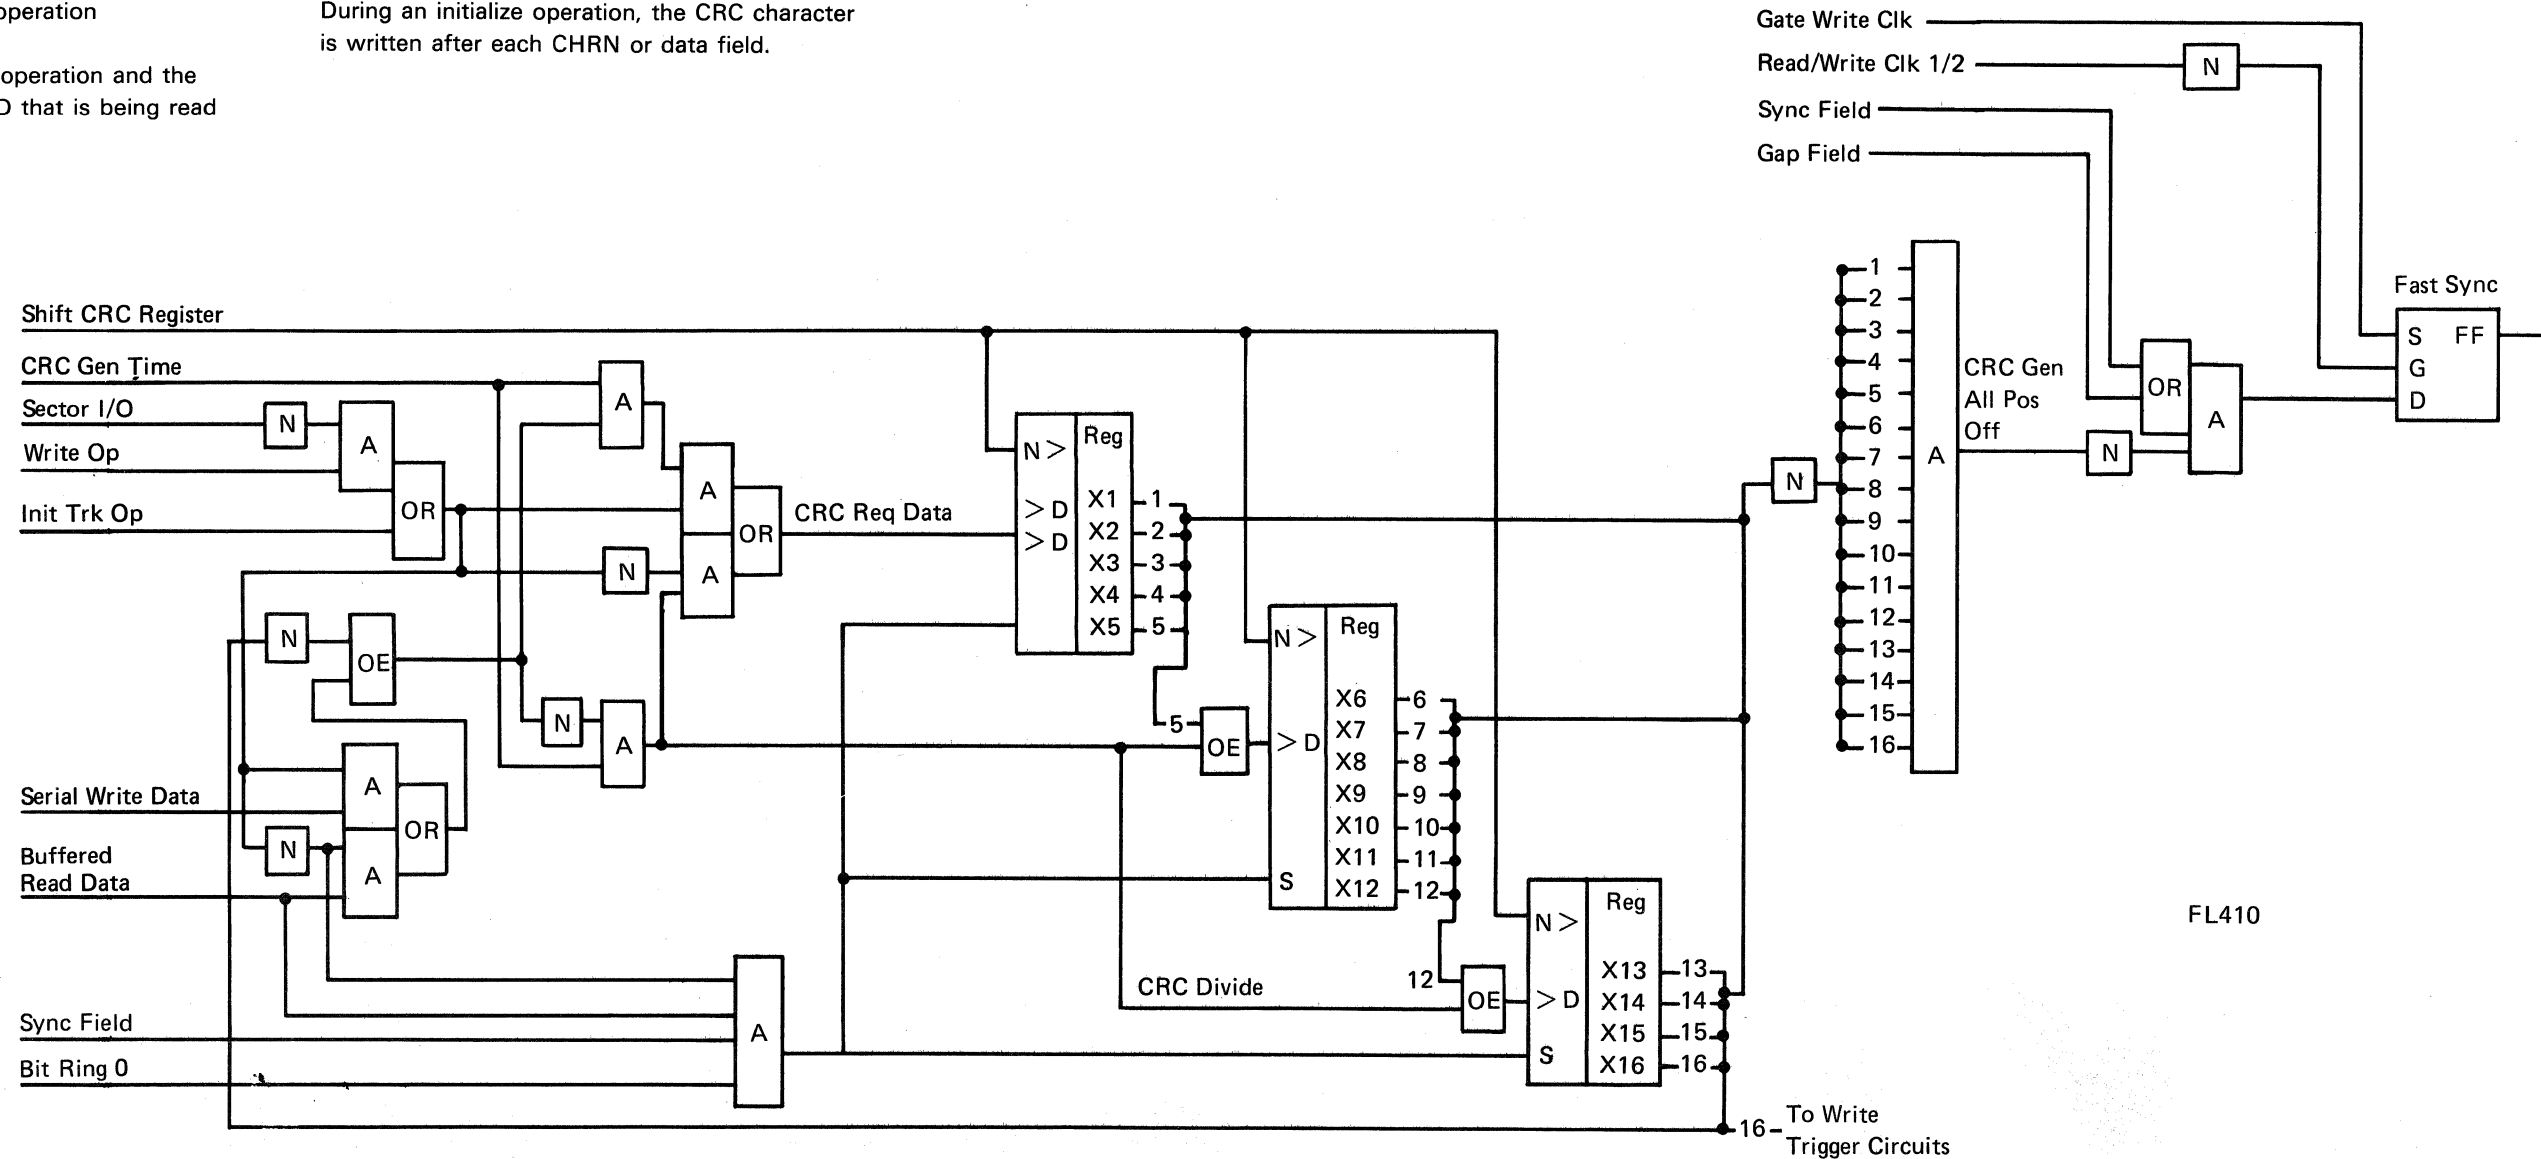 operation
operation and the
D that is being read
During an initialize operation, the CRC character
is written after each CHRN or data field.
Gate Write Clk
Read/Write Clk 1/2
N
Sync Field
Gap Field
Shift CRC Register
CRC Gen Time
Sector I/O
N
Write Op
A
Init Trk Op
OR
A
A
OR
CRC Req Data
N
A
N
OE
N
A
Serial Write Data
A
OR
Buffered
Read Data
N
A
Sync Field
Bit Ring 0
A
N > Reg
> D X1 1
> D X2 2
X3 3
X4 4
X5 5
5
OE
N > Reg
X6 6
> D X7 7
X8 8
X9 9
X10 10
X11 11
S X12 12
CRC Divide
12
OE
N > Reg
X13 13
> D X14 14
X15 15
S X16 16
16
To Write
Trigger Circuits
N
1
2
3
4
5
6
7
8
9
10
11
12
13
14
15
16
A
CRC Gen
All Pos
Off
N
OR
A
Fast Sync
S FF
G
D
FL410